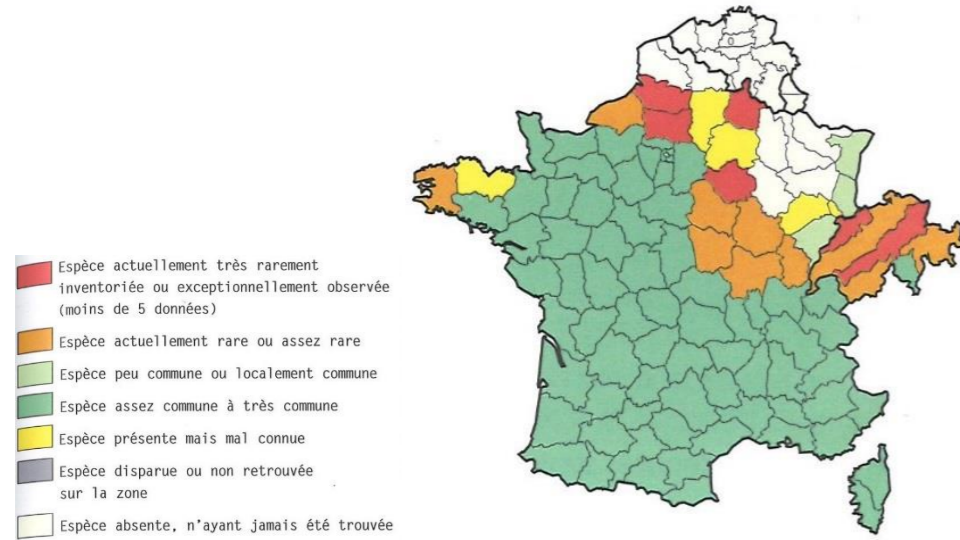 Espèce actuellement très rarement
inventoriée ou exceptionnellement observée
(moins de 5 données)
Espèce actuellement rare ou assez rare
Espèce peu commune ou localement commune
Espèce assez commune à très commune
Espèce présente mais mal connue
Espèce disparue ou non retrouvée
sur la zone
Espèce absente, n'ayant jamais été trouvée